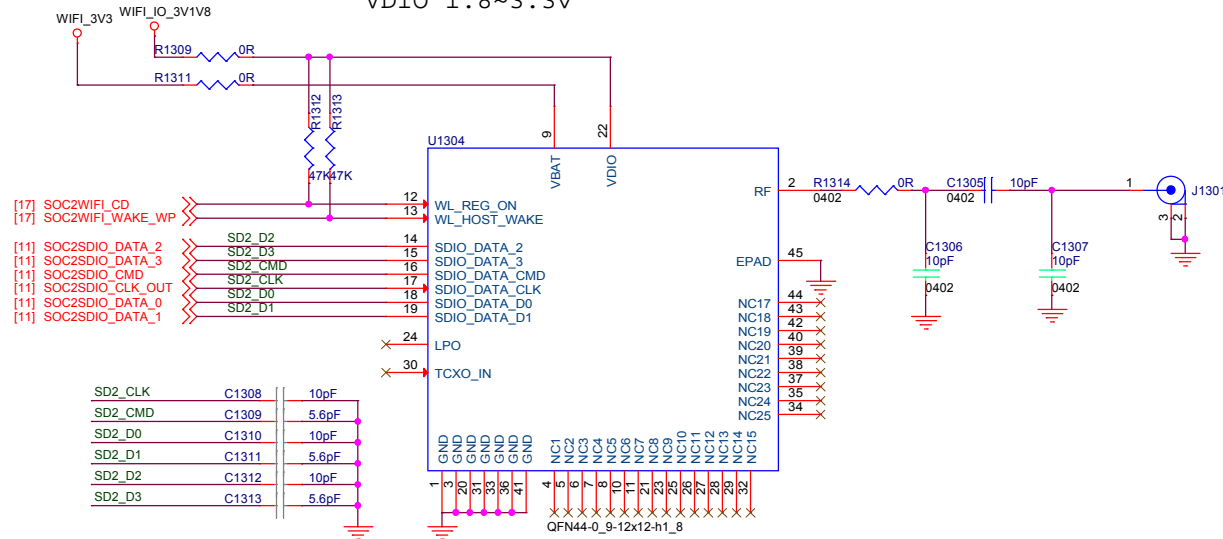 VDIO 1.8~3.3V
WIFI_3V3
WIFI_IO_3V1V8
R1309 0R
R1311 0R
R1312
R1313
47K
47K
U1304
9
VBAT
22
VDIO
[17] SOC2WIFI_CD
12 WL_REG_ON
[17] SOC2WIFI_WAKE_WP
13 WL_HOST_WAKE
[11] SOC2SDIO_DATA_2 SD2_D2 14 SDIO_DATA_2
[11] SOC2SDIO_DATA_3 SD2_D3 15 SDIO_DATA_3
[11] SOC2SDIO_CMD SD2_CMD 16 SDIO_DATA_CMD
[11] SOC2SDIO_CLK_OUT SD2_CLK 17 SDIO_DATA_CLK
[11] SOC2SDIO_DATA_0 SD2_D0 18 SDIO_DATA_D0
[11] SOC2SDIO_DATA_1 SD2_D1 19 SDIO_DATA_D1
24 LPO
30 TCXO_IN
RF 2
R1314 0R
0402
C1305 10pF
0402
1 J1301
3
2
C1306
10pF
0402
C1307
10pF
0402
EPAD 45
NC17 44
NC18 43
NC19 42
NC20 40
NC21 39
NC22 38
NC23 37
NC24 35
NC25 34
SD2_CLK C1308 10pF
SD2_CMD C1309 5.6pF
SD2_D0 C1310 10pF
SD2_D1 C1311 5.6pF
SD2_D2 C1312 10pF
SD2_D3 C1313 5.6pF
GND GND GND GND GND GND GND
1 3 20 31 33 36 41
NC1 NC2 NC3 NC4 NC5 NC6 NC7 NC8 NC9 NC10 NC11 NC12 NC13 NC14 NC15
4 5 6 7 8 10 11 21 23 25 26 27 28 29 32
QFN44-0_9-12x12-h1_8